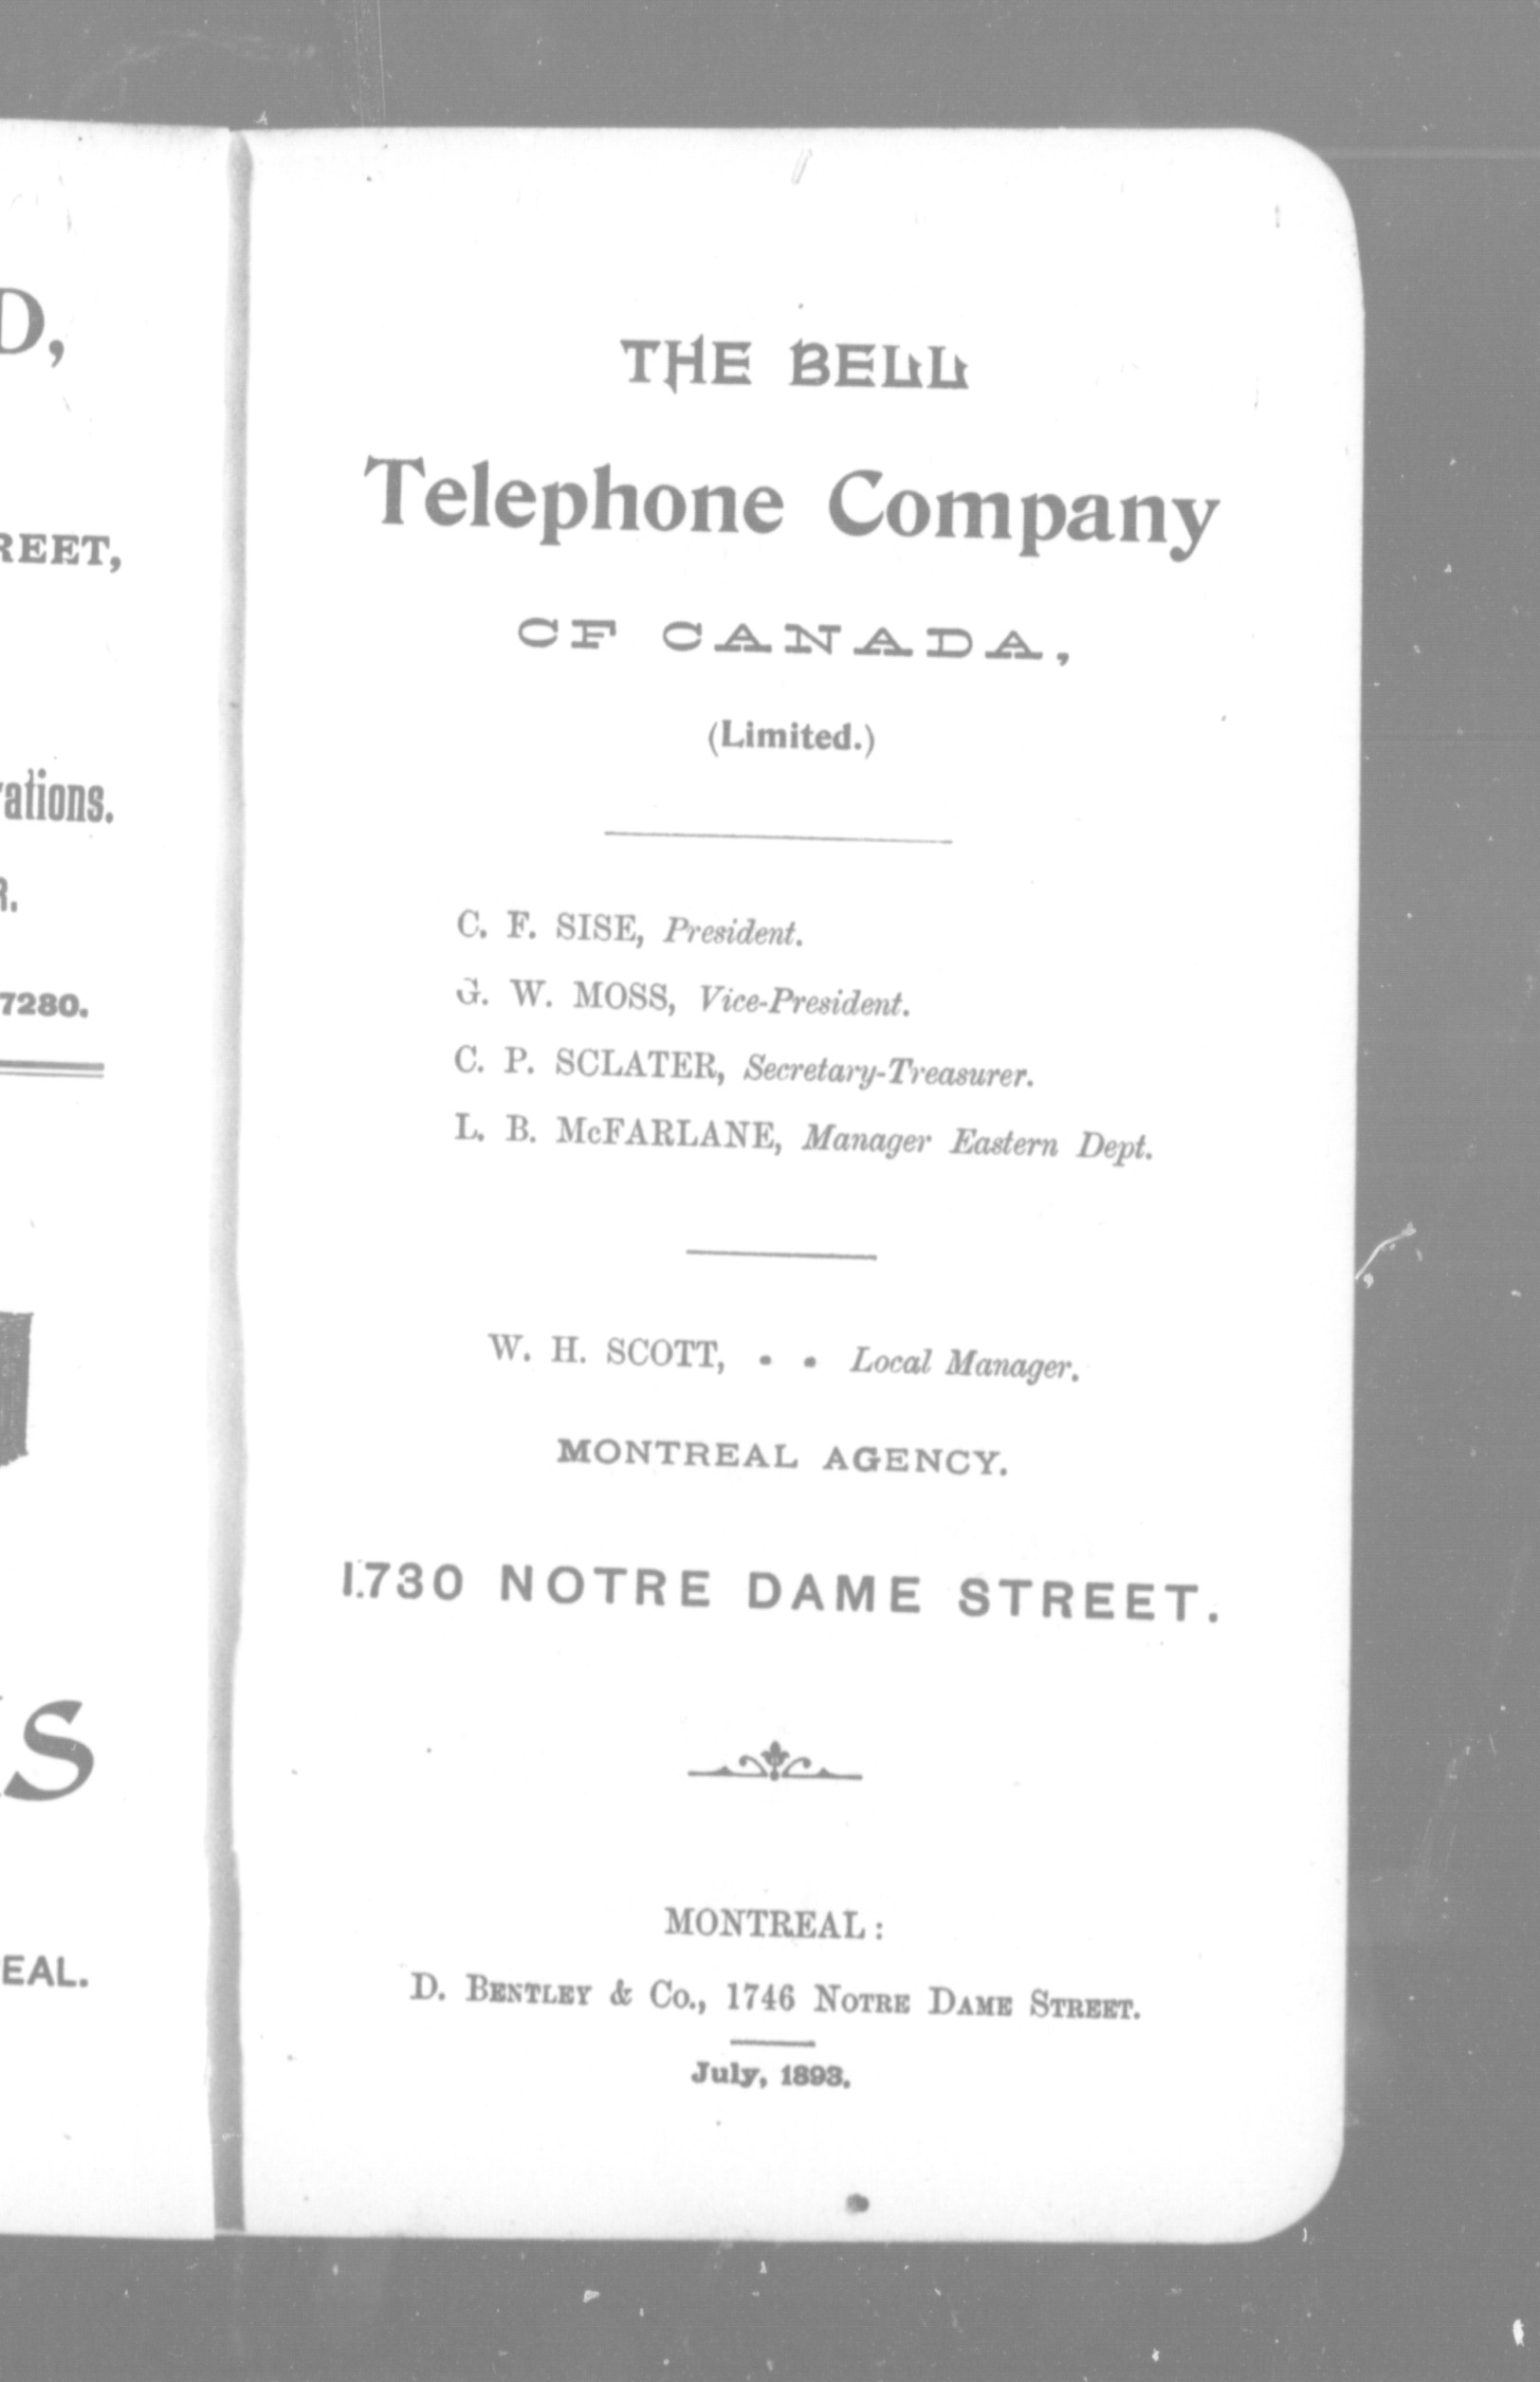 D,
REET,
ations.
R.
7280.
S
EAL.
THE BELL
Telephone Company
OF CANADA,
(Limited.)
C. F. SISE, President.
G. W. MOSS, Vice-President.
C. P. SCLATER, Secretary-Treasurer.
L. B. McFARLANE, Manager Eastern Dept.
W. H. SCOTT, - - Local Manager.
MONTREAL AGENCY.
1730 NOTRE DAME STREET.
MONTREAL:
D. BENTLEY & CO., 1746 NOTRE DAME STREET.
July, 1893.